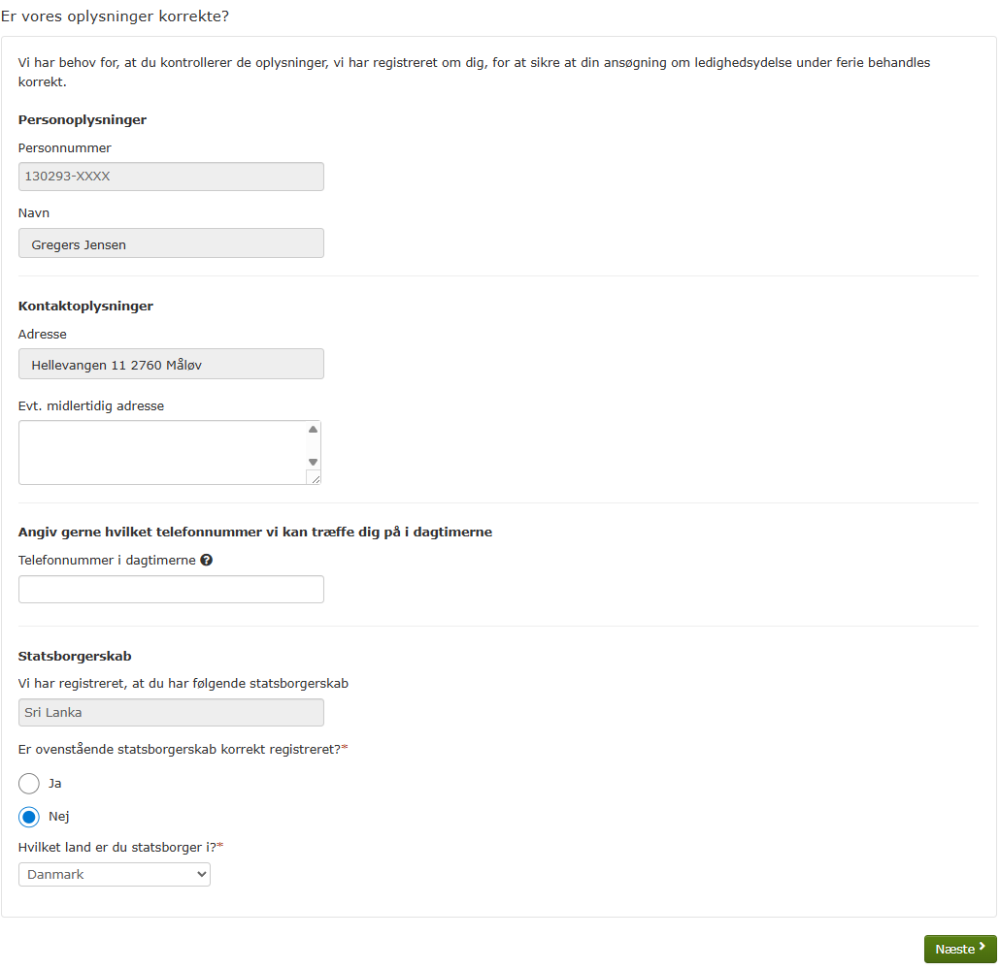 Er vores oplysninger korrekte?
Vi har behov for, at du kontrollerer de oplysninger, vi har registreret om dig, for at sikre at din ansøgning om ledighedsydelse under ferie behandles
korrekt.
Personoplysninger
Personnummer
130293-XXXX
Navn
Gregers Jensen
Kontaktoplysninger
Adresse
Hellevangen 11 2760 Måløv
Evt. midlertidig adresse
Angiv gerne hvilket telefonnummer vi kan træffe dig på i dagtimerne
Telefonnummer i dagtimerne ?
Statsborgerskab
Vi har registreret, at du har følgende statsborgerskab
Sri Lanka
Er ovenstående statsborgerskab korrekt registreret?*
Ja
Nej
Hvilket land er du statsborger i?*
Danmark
Næste